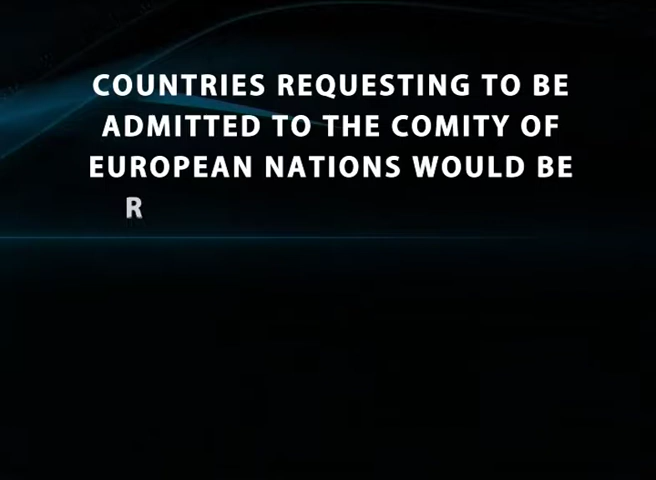 COUNTRIES REQUESTING TO BE
ADMITTED TO THE COMITY OF
EUROPEAN NATIONS WOULD BE
R